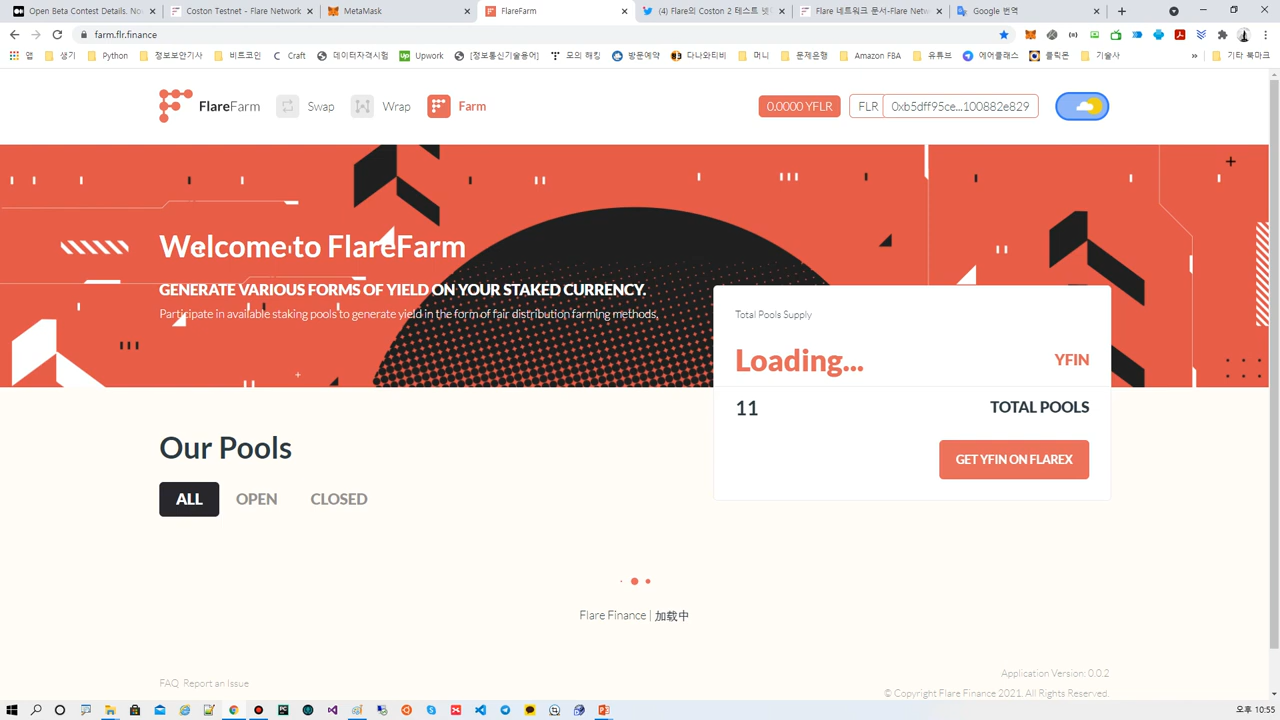 Open Beta Contest Details. No
Coston Testnet - Flare Network
MetaMask
FlareFarm
(4) Flare의 Coston 2 테스트 넷
Flare 네트워크 문서-Flare Netw
Google 번역
farm.flr.finance
앱
생기
Python
정보보안기사
비트코인
Craft
데이터자격시험
Upwork
[정보통신기술용어]
모의 해킹
방문예약
다나와티비
머니
문제은행
Amazon FBA
유튜브
에어클래스
클릭몬
기술사
»
기타 북마크
FlareFarm
Swap
Wrap
Farm
0.0000 YFLR
FLR
0xb5dff95ce...100882e829
Welcome to FlareFarm
GENERATE VARIOUS FORMS OF YIELD ON YOUR STAKED CURRENCY.
Participate in available staking pools to generate yield in the form of fair distribution farming methods,
Total Pools Supply
Loading...
YFIN
11
TOTAL POOLS
GET YFIN ON FLAREX
Our Pools
ALL
OPEN
CLOSED
Flare Finance | 加载中
Application Version: 0.0.2
FAQ Report an Issue
© Copyright Flare Finance 2021. All Rights Reserved.
오후 10:55